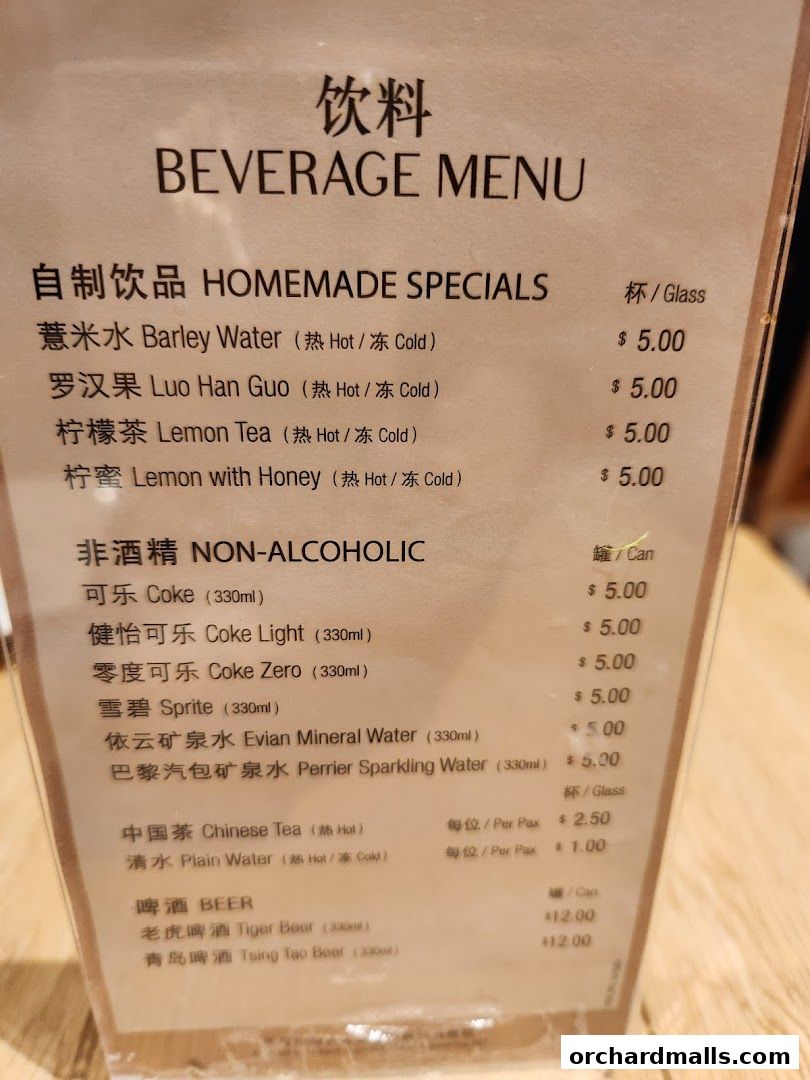 饮料
BEVERAGE MENU
自制饮品 HOMEMADE SPECIALS 杯 / Glass
薏米水 Barley Water (热 Hot / 冻 Cold) $ 5.00
罗汉果 Luo Han Guo (热 Hot / 冻 Cold) $ 5.00
柠檬茶 Lemon Tea (热 Hot / 冻 Cold) $ 5.00
柠蜜 Lemon with Honey (热 Hot / 冻 Cold) $ 5.00
非酒精 NON-ALCOHOLIC 罐 / Can
可乐 Coke (330ml) $ 5.00
健怡可乐 Coke Light (330ml) $ 5.00
零度可乐 Coke Zero (330ml) $ 5.00
雪碧 Sprite (330ml) $ 5.00
依云矿泉水 Evian Mineral Water (330ml) $ 5.00
巴黎汽包矿泉水 Perrier Sparkling Water (330ml) $ 5.00
杯 / Glass
中国茶 Chinese Tea (热 Hot) 每位 / Per Pax $ 2.50
清水 Plain Water (热 Hot / 冻 Cold) 每位 / Per Pax $ 1.00
啤酒 BEER 罐 / Can
老虎啤酒 Tiger Beer (330ml) $12.00
青岛啤酒 Tsing Tao Beer (330ml) $12.00
orchardmalls.com